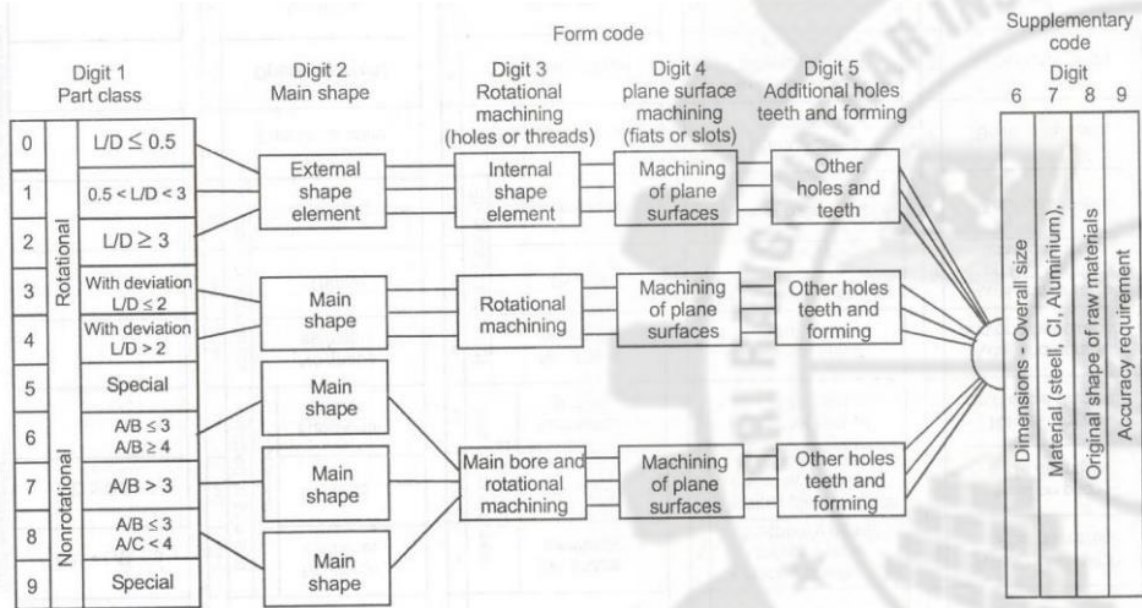 Form code
Supplementary
code
Digit
6 7 8 9
Digit 1
Part class
Digit 2
Main shape
Digit 3
Rotational
machining
(holes or threads)
Digit 4
plane surface
machining
(fiats or slots)
Digit 5
Additional holes
teeth and forming
0
1
2
3
4
5
6
7
8
9
Rotational
Nonrotational
L/D ≤ 0.5
0.5 < L/D < 3
L/D ≥ 3
With deviation
L/D ≤ 2
With deviation
L/D > 2
Special
A/B ≤ 3
A/B ≥ 4
A/B > 3
A/B ≤ 3
A/C < 4
Special
External
shape
element
Internal
shape
element
Machining
of plane
surfaces
Other
holes and
teeth
Main
shape
Rotational
machining
Machining
of plane
surfaces
Other holes
teeth and
forming
Main
shape
Main
shape
Main
shape
Main bore and
rotational
machining
Machining
of plane
surfaces
Other holes
teeth and
forming
Dimensions - Overall size
Material (steell, CI, Aluminium),
Original shape of raw materials
Accuracy requirement
SRI RANGANATHAR INS